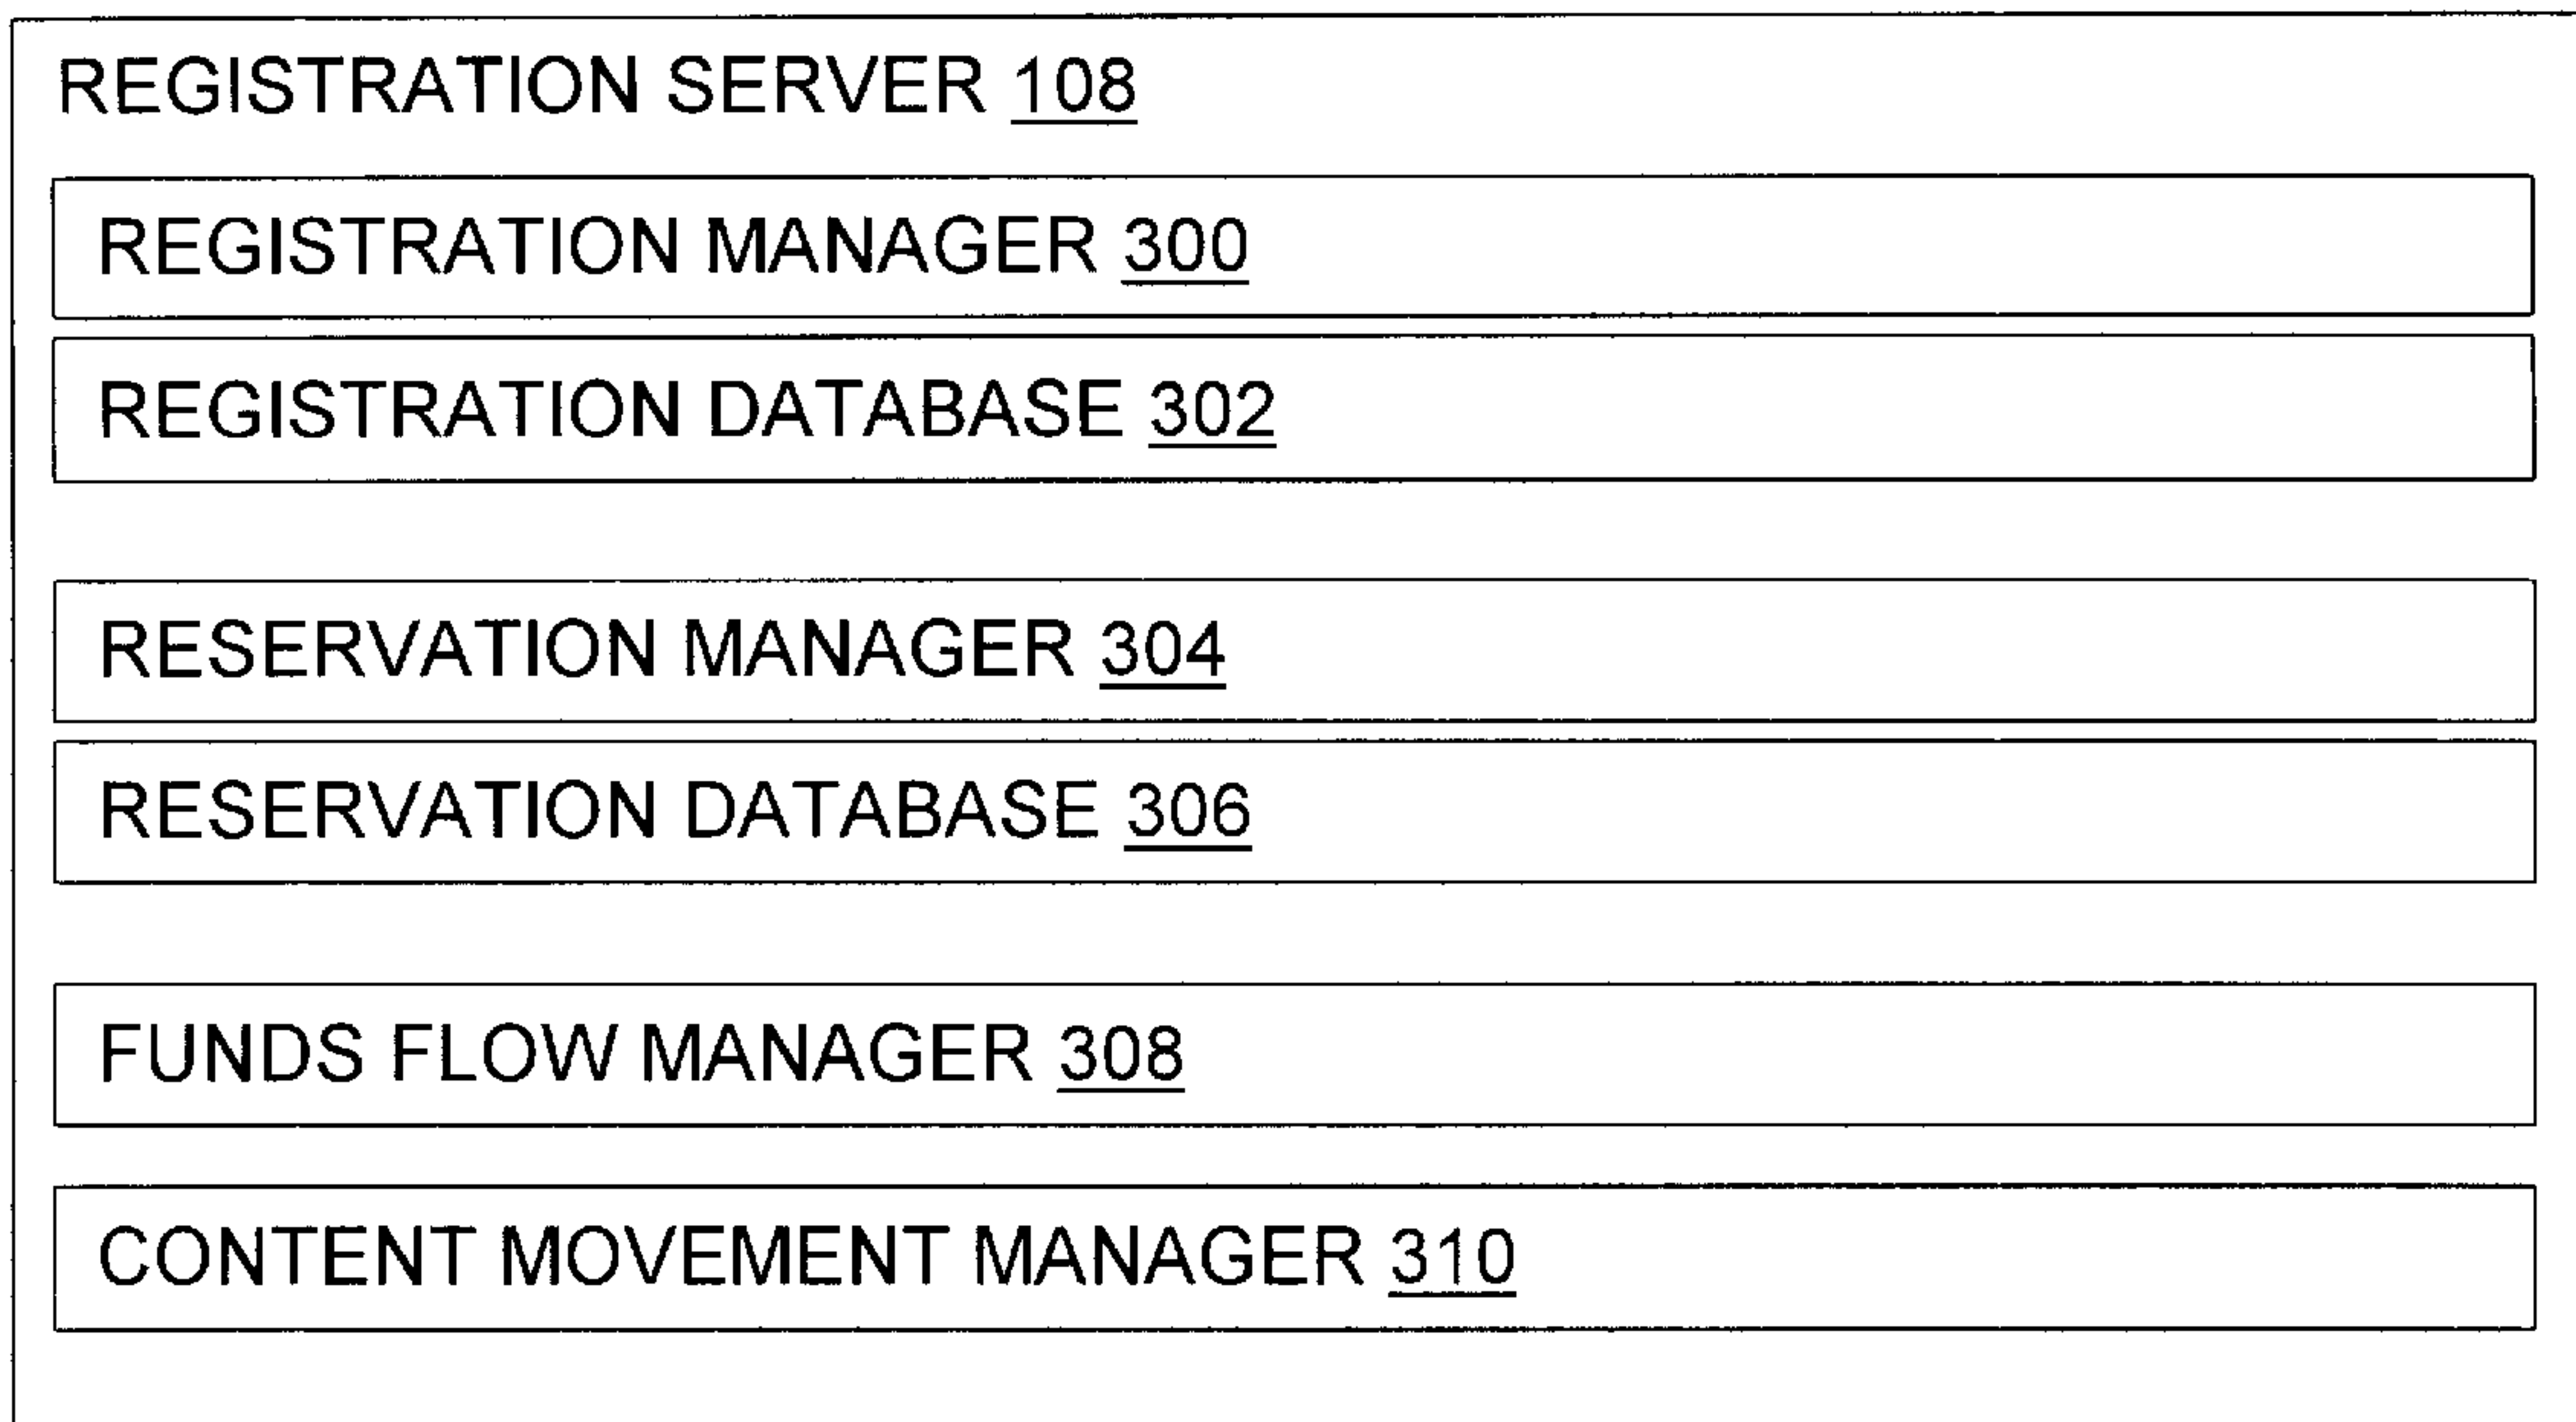 REGISTRATION SERVER 108
REGISTRATION MANAGER 300
REGISTRATION DATABASE 302
RESERVATION MANAGER 304
RESERVATION DATABASE 306
FUNDS FLOW MANAGER 308
CONTENT MOVEMENT MANAGER 310